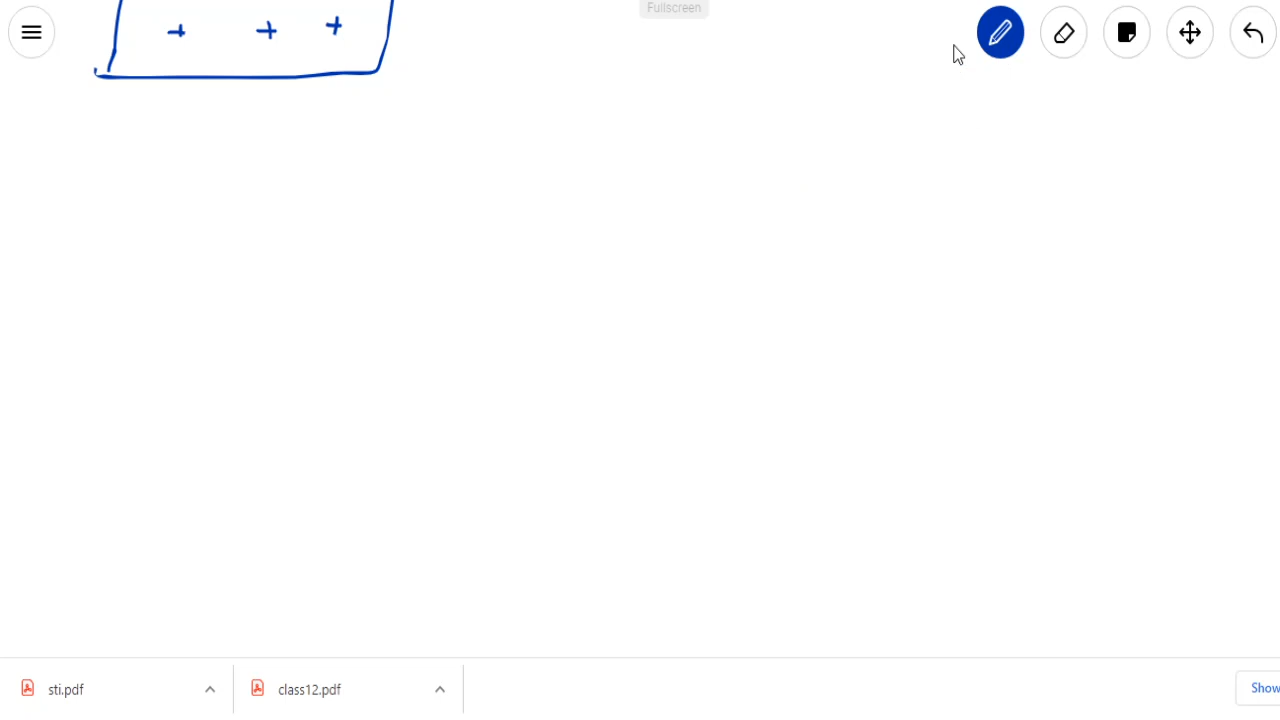 Fullscreen
+ + +
sti.pdf class12.pdf Show